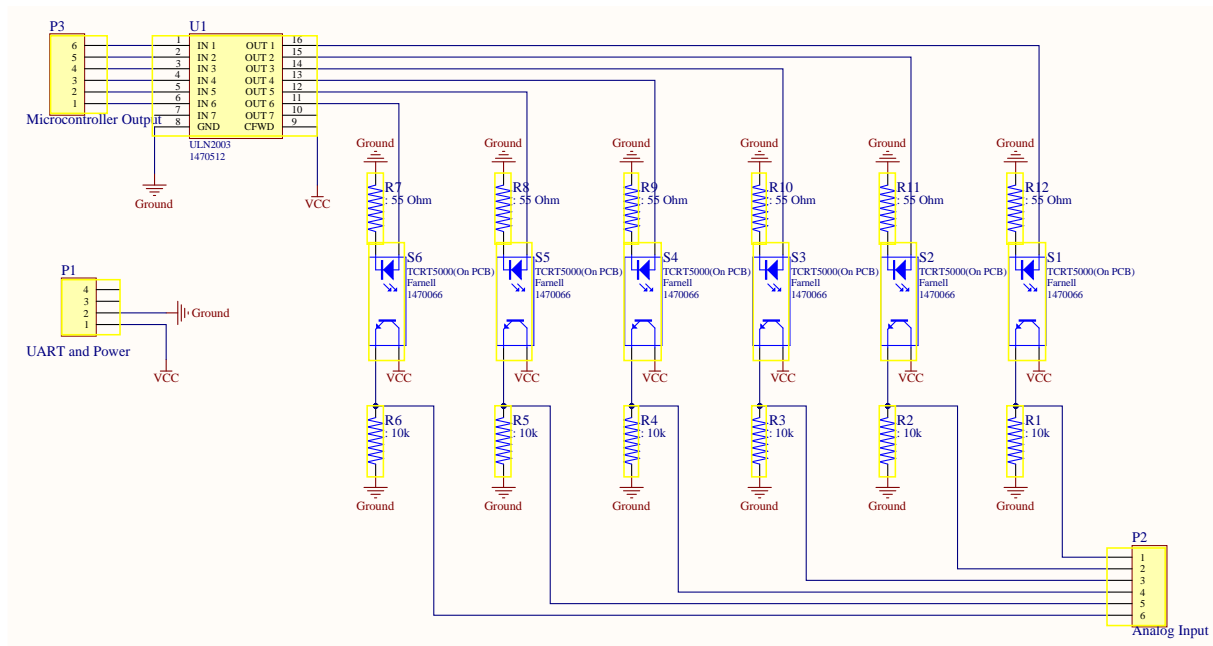 P3
U1
6
5
4
3
2
1
1
2
3
4
5
6
7
8
IN 1
IN 2
IN 3
IN 4
IN 5
IN 6
IN 7
GND
OUT 1
OUT 2
OUT 3
OUT 4
OUT 5
OUT 6
OUT 7
CFWD
16
15
14
13
12
11
10
9
Microcontroller Output
ULN2003
1470512
Ground
VCC
Ground
Ground
Ground
Ground
Ground
Ground
R7
: 55 Ohm
R8
: 55 Ohm
R9
: 55 Ohm
R10
: 55 Ohm
R11
: 55 Ohm
R12
: 55 Ohm
S6
TCRT5000(On PCB)
Farnell
1470066
S5
TCRT5000(On PCB)
Farnell
1470066
S4
TCRT5000(On PCB)
Farnell
1470066
S3
TCRT5000(On PCB)
Farnell
1470066
S2
TCRT5000(On PCB)
Farnell
1470066
S1
TCRT5000(On PCB)
Farnell
1470066
P1
4
3
2
1
Ground
UART and Power
VCC
VCC
VCC
VCC
VCC
VCC
VCC
R6
: 10k
R5
: 10k
R4
: 10k
R3
: 10k
R2
: 10k
R1
: 10k
Ground
Ground
Ground
Ground
Ground
Ground
P2
1
2
3
4
5
6
Analog Input